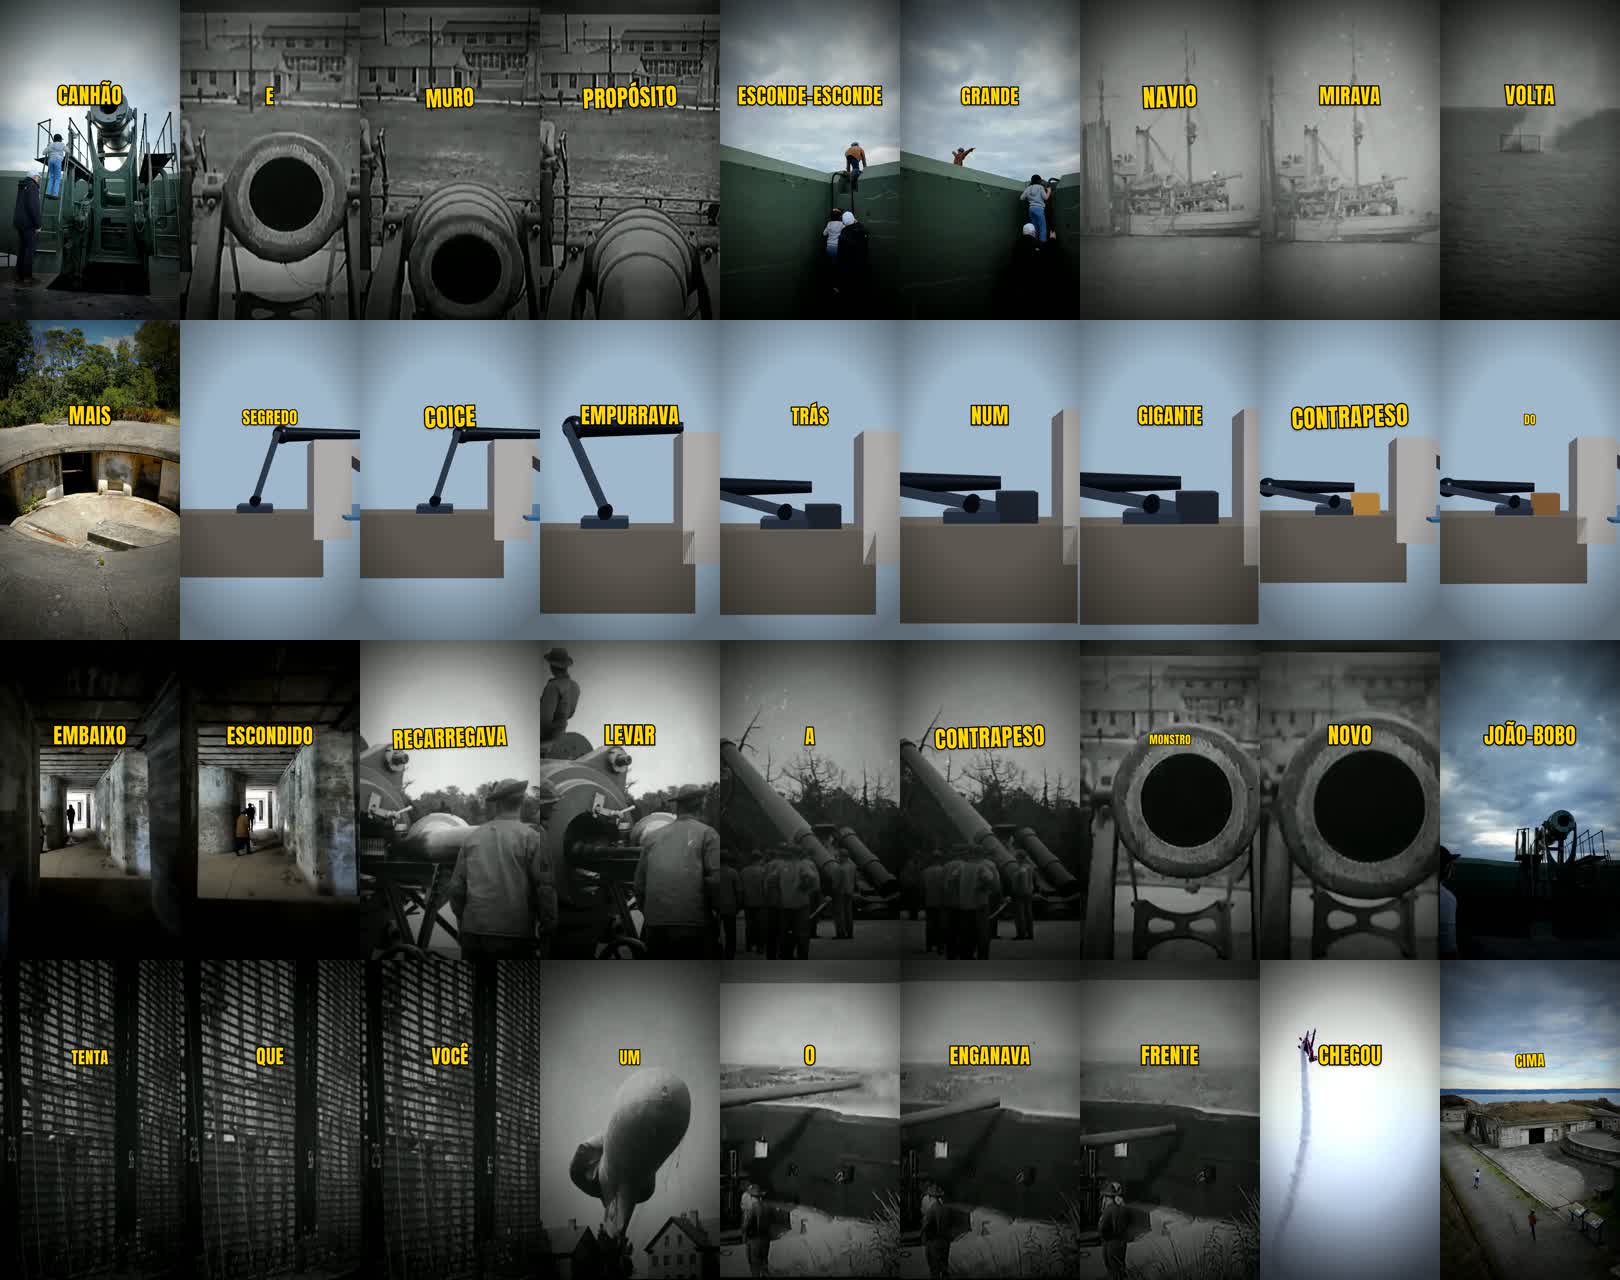 CANHÃO
E
MURO
PROPÓSITO
ESCONDE-ESCONDE
GRANDE
NAVIO
MIRAVA
VOLTA
MAIS
SEGREDO
COICE
EMPURRAVA
TRÁS
NUM
GIGANTE
CONTRAPESO
DO
EMBAIXO
ESCONDIDO
RECARREGAVA
LEVAR
A
CONTRAPESO
MONSTRO
NOVO
JOÃO-BOBO
TENTA
QUE
VOCÊ
UM
O
ENGANAVA
FRENTE
CHEGOU
CIMA